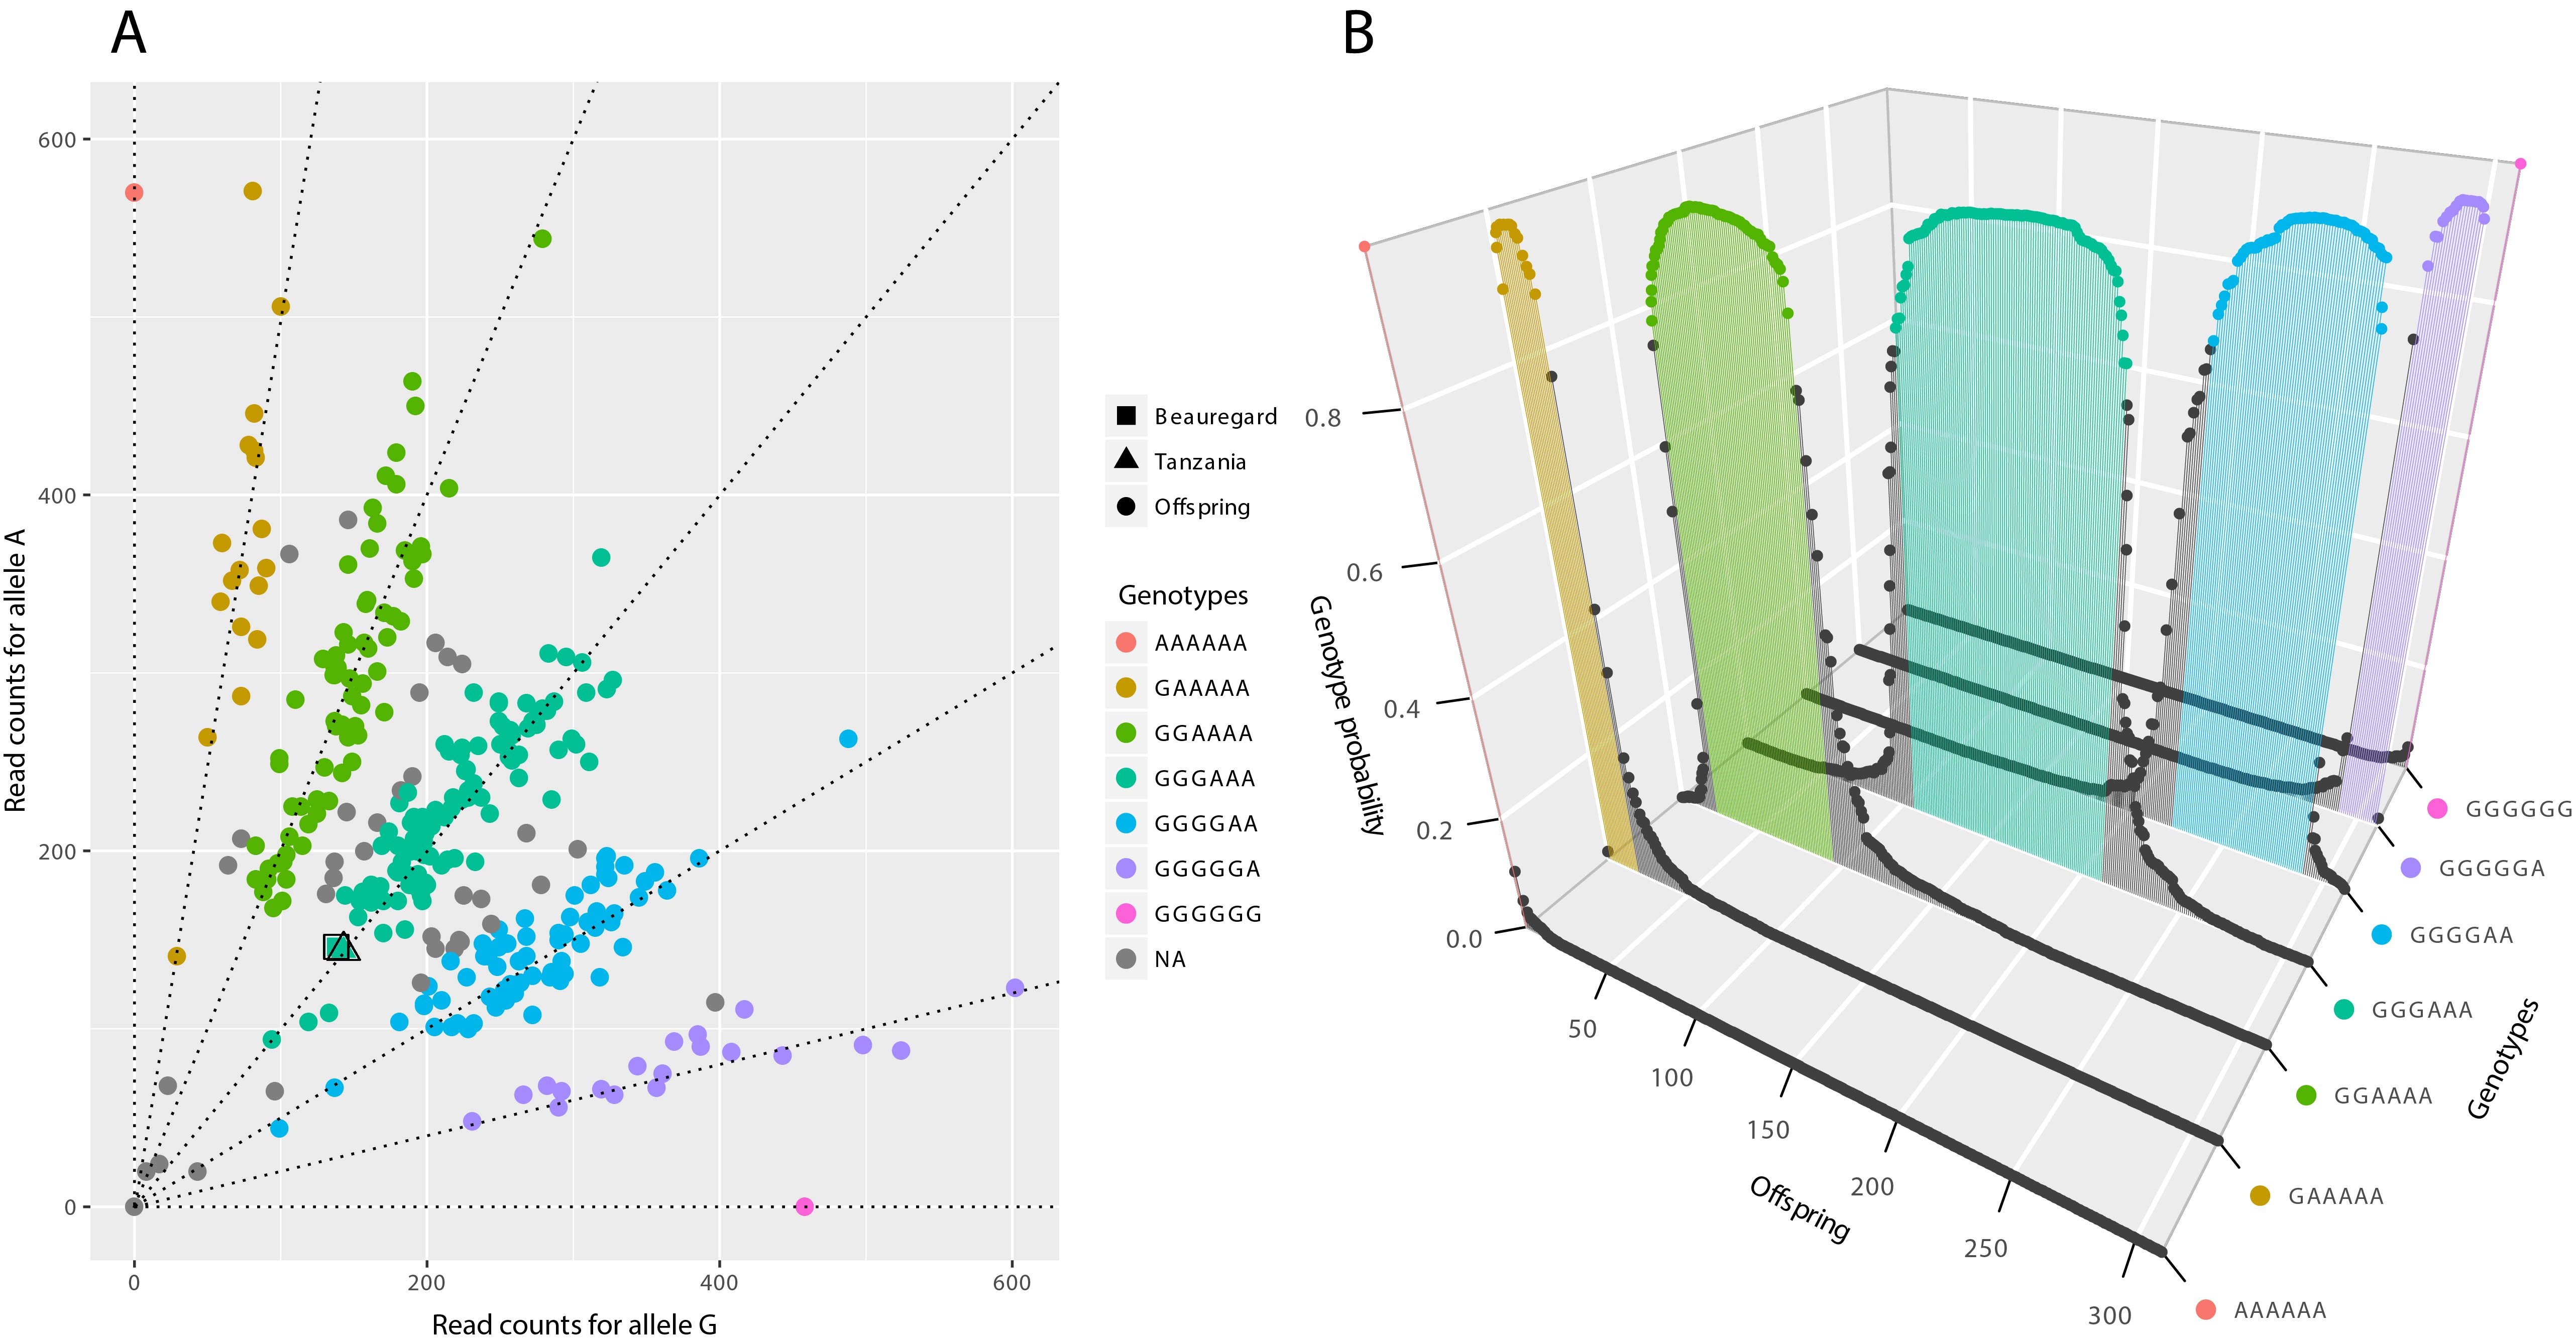 A
600
400
200
0
0
200
400
600
Read counts for allele A
Read counts for allele G
Beauregard
Tanzania
Offspring
Genotypes
AAAAAA
GAAAAA
GGAAAA
GGGAAA
GGGGAA
GGGGGA
GGGGGG
NA
B
0.8
0.6
0.4
0.2
0.0
Genotype probability
50
100
150
200
250
300
Offspring
GGGGGG
GGGGGA
GGGGAA
GGGAAA
GGAAAA
GAAAAA
AAAAAA
Genotypes